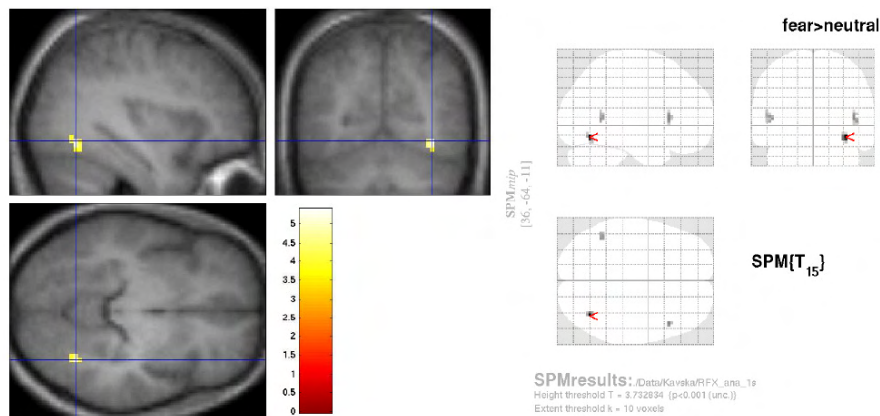 fear>neutral
SPMmip
[36, -64, -11]
5
4.5
4
3.5
3
2.5
2
1.5
1
0.5
0
<
<
<
SPM{T15}
SPMresults: ./Data/Kavska/RFX_ana_1s
Height threshold T = 3.732834 {p<0.001 (unc.)}
Extent threshold k = 10 voxels